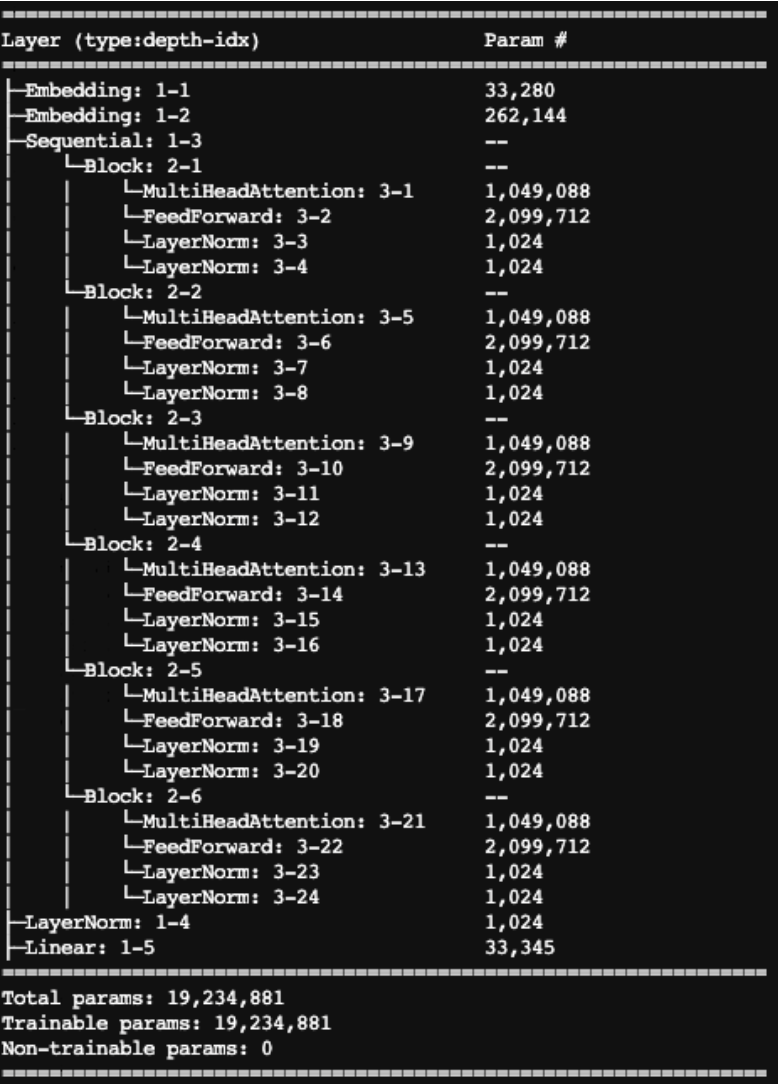 Layer (type:depth-idx) Param #
├─Embedding: 1-1 33,280
├─Embedding: 1-2 262,144
├─Sequential: 1-3 --
│ └─Block: 2-1 --
│ │ └─MultiHeadAttention: 3-1 1,049,088
│ │ └─FeedForward: 3-2 2,099,712
│ │ └─LayerNorm: 3-3 1,024
│ │ └─LayerNorm: 3-4 1,024
│ └─Block: 2-2 --
│ │ └─MultiHeadAttention: 3-5 1,049,088
│ │ └─FeedForward: 3-6 2,099,712
│ │ └─LayerNorm: 3-7 1,024
│ │ └─LayerNorm: 3-8 1,024
│ └─Block: 2-3 --
│ │ └─MultiHeadAttention: 3-9 1,049,088
│ │ └─FeedForward: 3-10 2,099,712
│ │ └─LayerNorm: 3-11 1,024
│ │ └─LayerNorm: 3-12 1,024
│ └─Block: 2-4 --
│ │ └─MultiHeadAttention: 3-13 1,049,088
│ │ └─FeedForward: 3-14 2,099,712
│ │ └─LayerNorm: 3-15 1,024
│ │ └─LayerNorm: 3-16 1,024
│ └─Block: 2-5 --
│ │ └─MultiHeadAttention: 3-17 1,049,088
│ │ └─FeedForward: 3-18 2,099,712
│ │ └─LayerNorm: 3-19 1,024
│ │ └─LayerNorm: 3-20 1,024
│ └─Block: 2-6 --
│ │ └─MultiHeadAttention: 3-21 1,049,088
│ │ └─FeedForward: 3-22 2,099,712
│ │ └─LayerNorm: 3-23 1,024
│ │ └─LayerNorm: 3-24 1,024
├─LayerNorm: 1-4 1,024
├─Linear: 1-5 33,345
Total params: 19,234,881
Trainable params: 19,234,881
Non-trainable params: 0